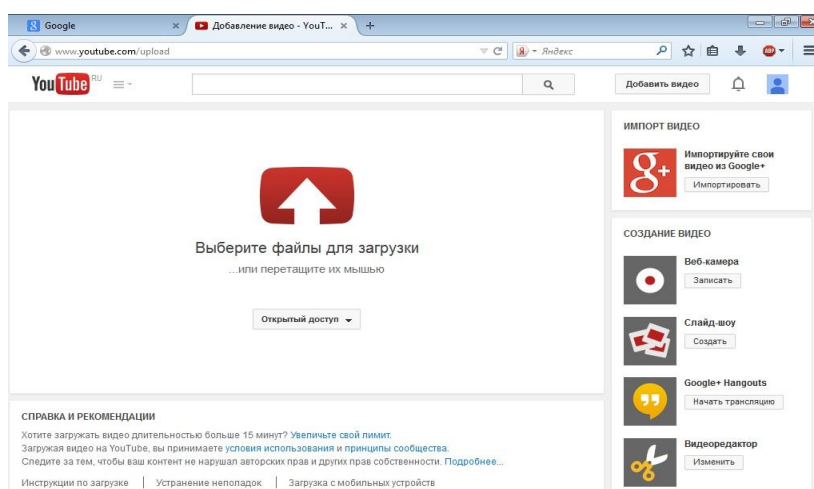 Google
Добавление видео - YouT...
www.youtube.com/upload
Яндекс
YouTube RU
Добавить видео
Выберите файлы для загрузки
...или перетащите их мышью
Открытый доступ
ИМПОРТ ВИДЕО
Импортируйте свои
видео из Google+
Импортировать
СОЗДАНИЕ ВИДЕО
Веб-камера
Записать
Слайд-шоу
Создать
Google+ Hangouts
Начать трансляцию
Видеоредактор
Изменить
СПРАВКА И РЕКОМЕНДАЦИИ
Хотите загружать видео длительностью больше 15 минут? Увеличьте свой лимит.
Загружая видео на YouTube, вы принимаете условия использования и принципы сообщества.
Следите за тем, чтобы ваш контент не нарушал авторских прав и других прав собственности. Подробнее...
Инструкции по загрузке | Устранение неполадок | Загрузка с мобильных устройств